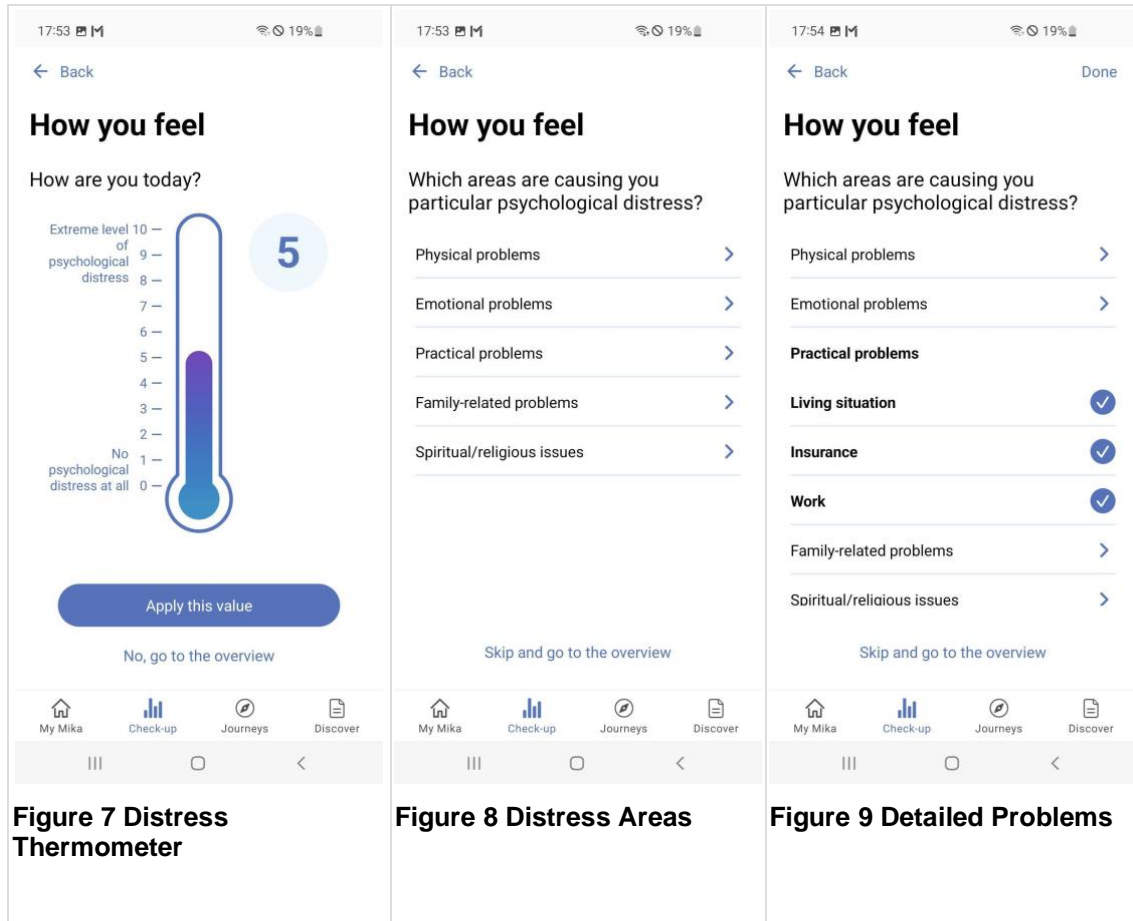 17:53 19%
Back
How you feel
How are you today?
Extreme level 10
of
psychological 9
distress 8
7
6
5
4
3
2
No
psychological 1
distress at all 0
5
Apply this value
No, go to the overview
My Mika Check-up Journeys Discover
Figure 7 Distress
Thermometer
17:53 19%
Back
How you feel
Which areas are causing you
particular psychological distress?
Physical problems
Emotional problems
Practical problems
Family-related problems
Spiritual/religious issues
Skip and go to the overview
My Mika Check-up Journeys Discover
Figure 8 Distress Areas
17:54 19%
Back Done
How you feel
Which areas are causing you
particular psychological distress?
Physical problems
Emotional problems
Practical problems
Living situation
Insurance
Work
Family-related problems
Spiritual/religious issues
Skip and go to the overview
My Mika Check-up Journeys Discover
Figure 9 Detailed Problems